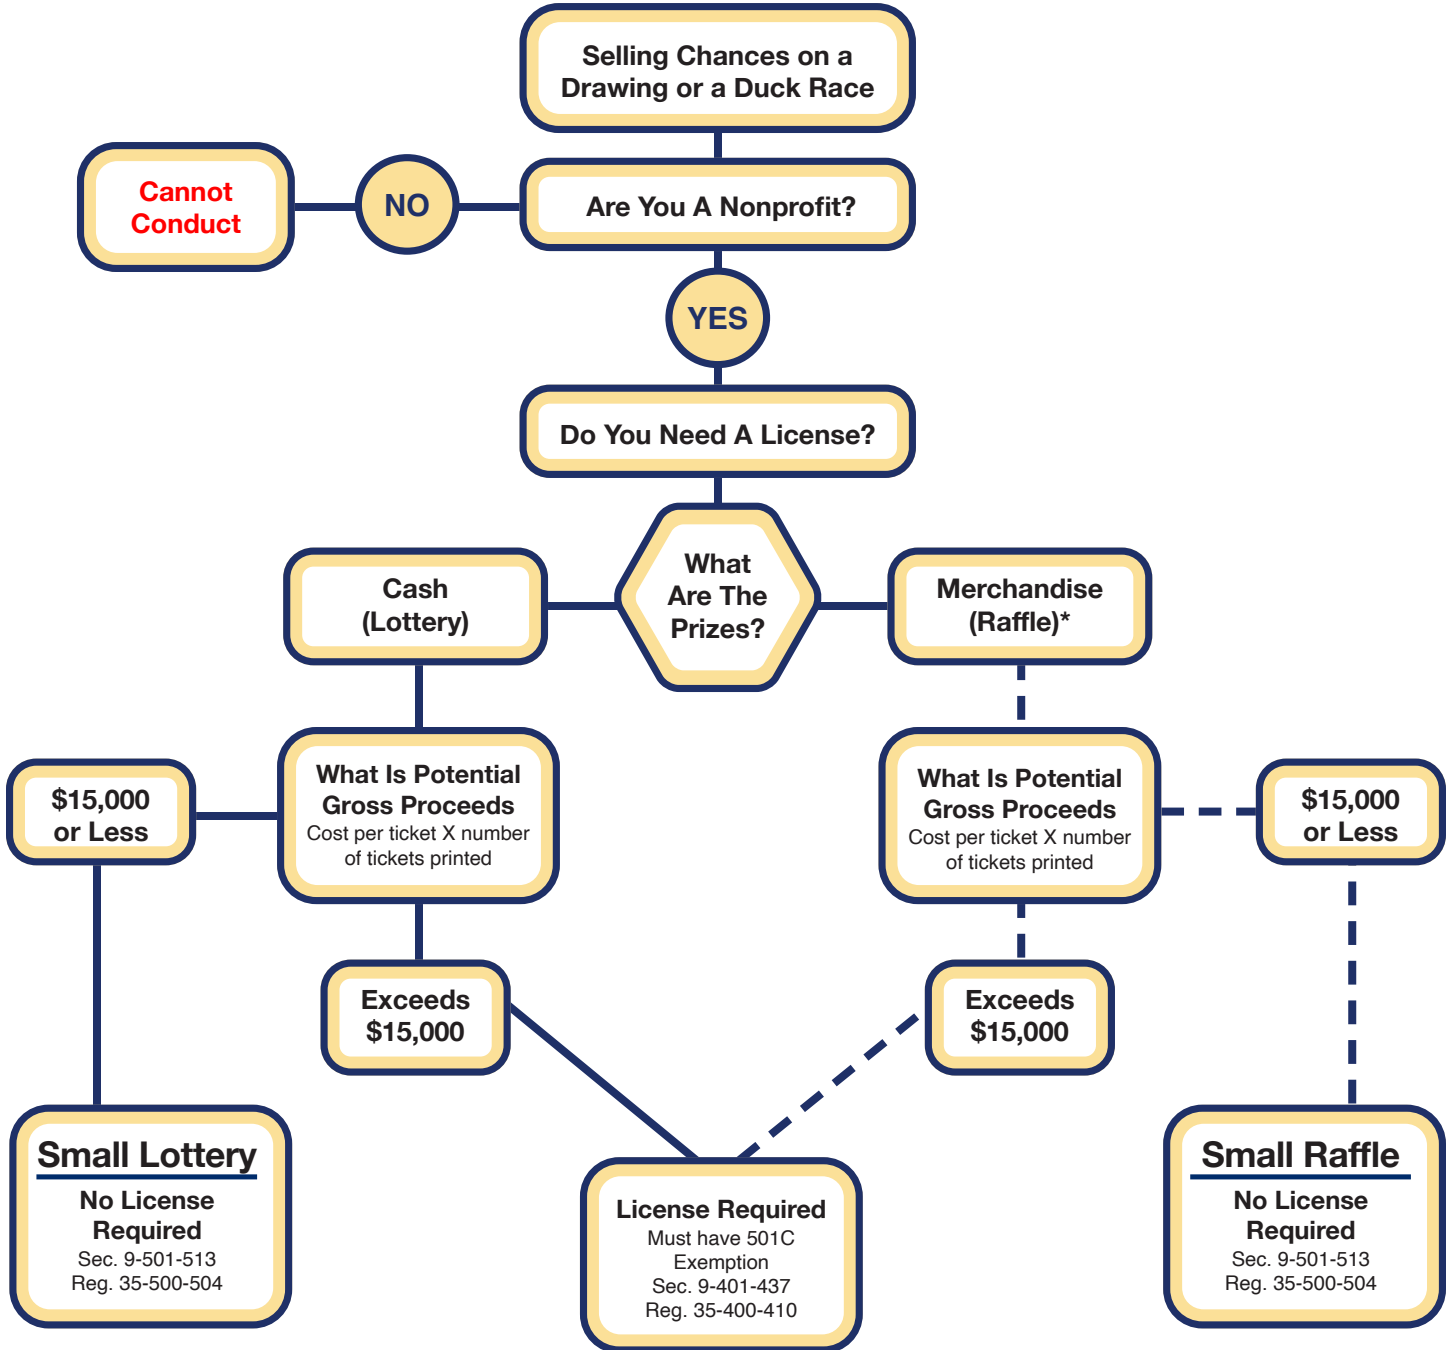 Selling Chances on a
Drawing or a Duck Race
Cannot
Conduct
NO
Are You A Nonprofit?
YES
Do You Need A License?
What
Are The
Prizes?
Cash
(Lottery)
Merchandise
(Raffle)*
$15,000
or Less
What Is Potential
Gross Proceeds
Cost per ticket X number
of tickets printed
What Is Potential
Gross Proceeds
Cost per ticket X number
of tickets printed
$15,000
or Less
Exceeds
$15,000
Exceeds
$15,000
Small Lottery
No License
Required
Sec. 9-501-513
Reg. 35-500-504
License Required
Must have 501C
Exemption
Sec. 9-401-437
Reg. 35-400-410
Small Raffle
No License
Required
Sec. 9-501-513
Reg. 35-500-504